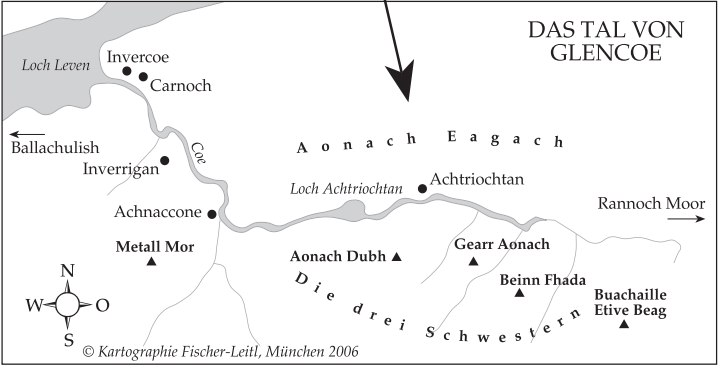 DAS TAL VON
GLENCOE
Invercoe
Loch Leven
Carnoch
Ballachulish
Coe
Aonach Eagach
Inverrigan
Loch Achtriochtan
Achtriochtan
Achnaccone
Rannoch Moor
Metall Mor
Aonach Dubh
Gearr Aonach
Beinn Fhada
Buachaille
Etive Beag
Die drei Schwestern
N
W
O
S
© Kartographie Fischer-Leitl, München 2006